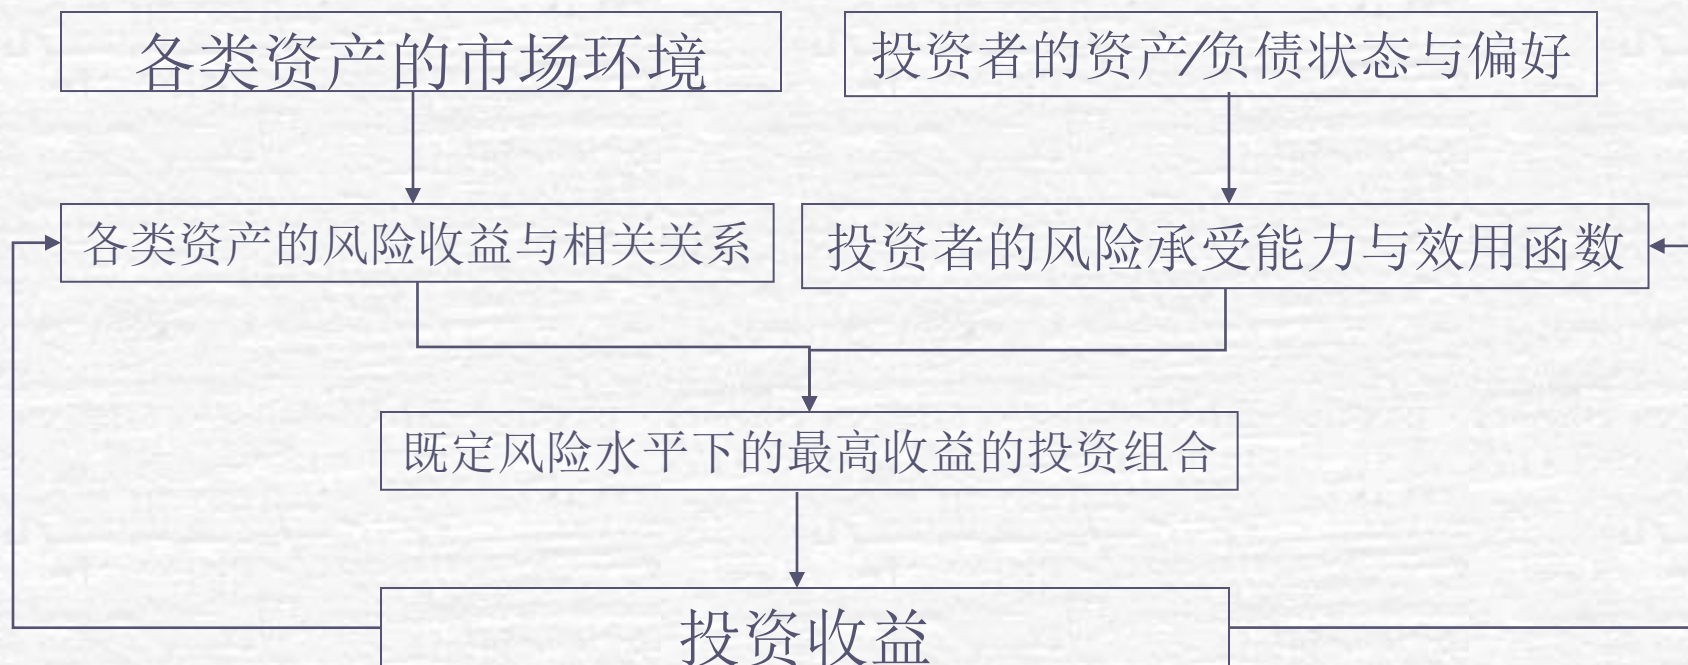 各类资产的市场环境
投资者的资产/负债状态与偏好
各类资产的风险收益与相关关系
投资者的风险承受能力与效用函数
既定风险水平下的最高收益的投资组合
投资收益